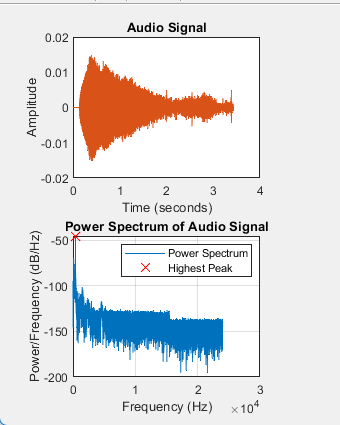 Audio Signal
0.02
0.01
0
-0.01
-0.02
Amplitude
0 1 2 3 4
Time (seconds)
Power Spectrum of Audio Signal
-50
-100
-150
-200
Power/Frequency (dB/Hz)
Power Spectrum
Highest Peak
0 1 2 3
Frequency (Hz) ×10^4